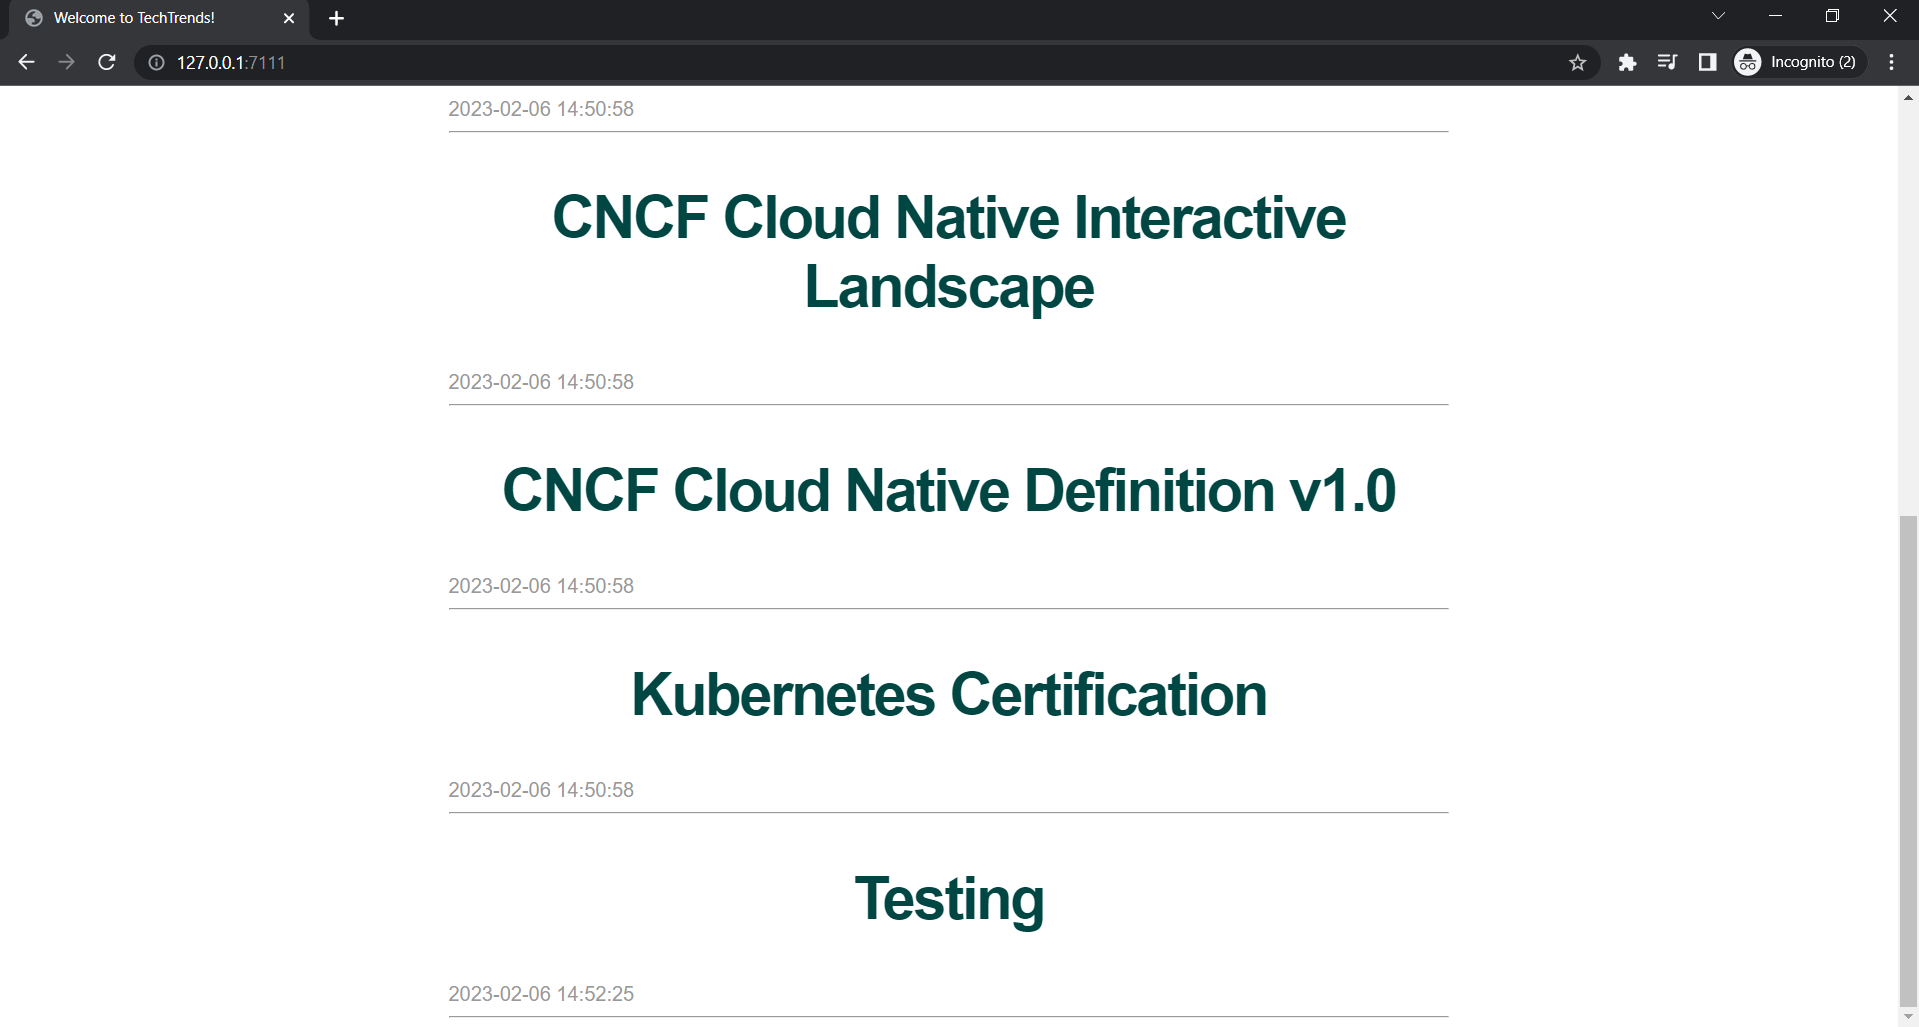 Welcome to TechTrends!
127.0.0.1:7111
Incognito (2)
2023-02-06 14:50:58
CNCF Cloud Native Interactive
Landscape
2023-02-06 14:50:58
CNCF Cloud Native Definition v1.0
2023-02-06 14:50:58
Kubernetes Certification
2023-02-06 14:50:58
Testing
2023-02-06 14:52:25